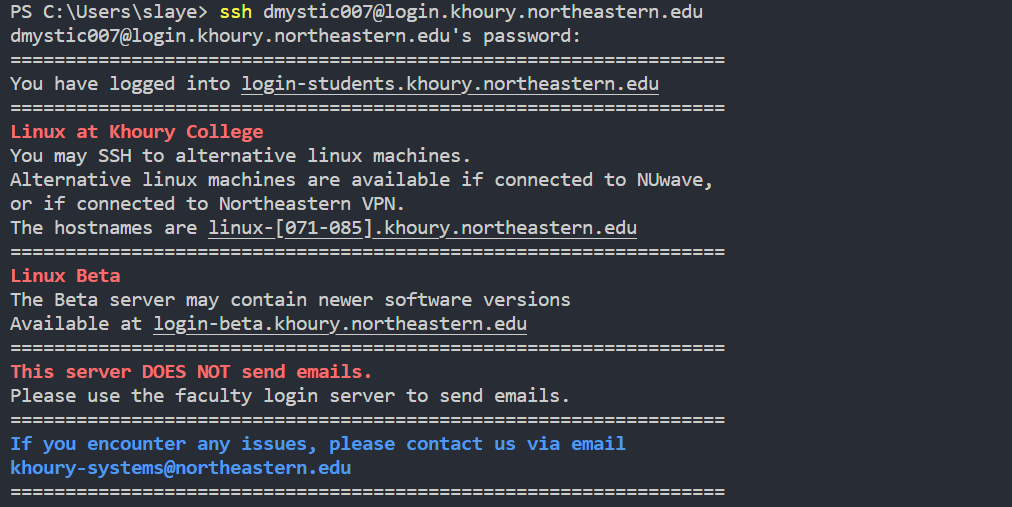 PS C:\Users\slaye> ssh dmystic007@login.khoury.northeastern.edu
dmystic007@login.khoury.northeastern.edu's password:
=================================================================
You have logged into login-students.khoury.northeastern.edu
=================================================================
Linux at Khoury College
You may SSH to alternative linux machines.
Alternative linux machines are available if connected to NUwave,
or if connected to Northeastern VPN.
The hostnames are linux-[071-085].khoury.northeastern.edu
=================================================================
Linux Beta
The Beta server may contain newer software versions
Available at login-beta.khoury.northeastern.edu
=================================================================
This server DOES NOT send emails.
Please use the faculty login server to send emails.
=================================================================
If you encounter any issues, please contact us via email
khoury-systems@northeastern.edu
=================================================================